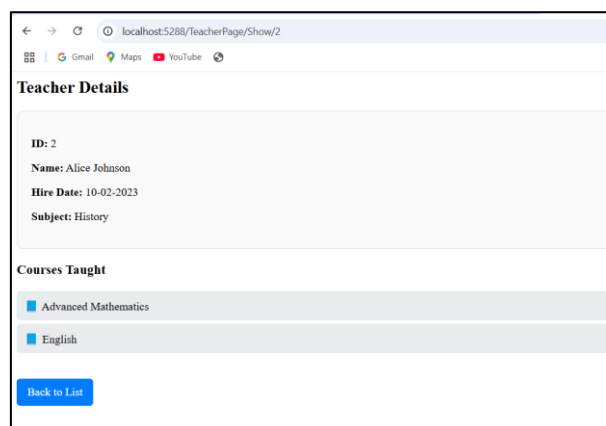 localhost:5288/TeacherPage/Show/2
Gmail Maps YouTube
Teacher Details
ID: 2
Name: Alice Johnson
Hire Date: 10-02-2023
Subject: History
Courses Taught
Advanced Mathematics
English
Back to List